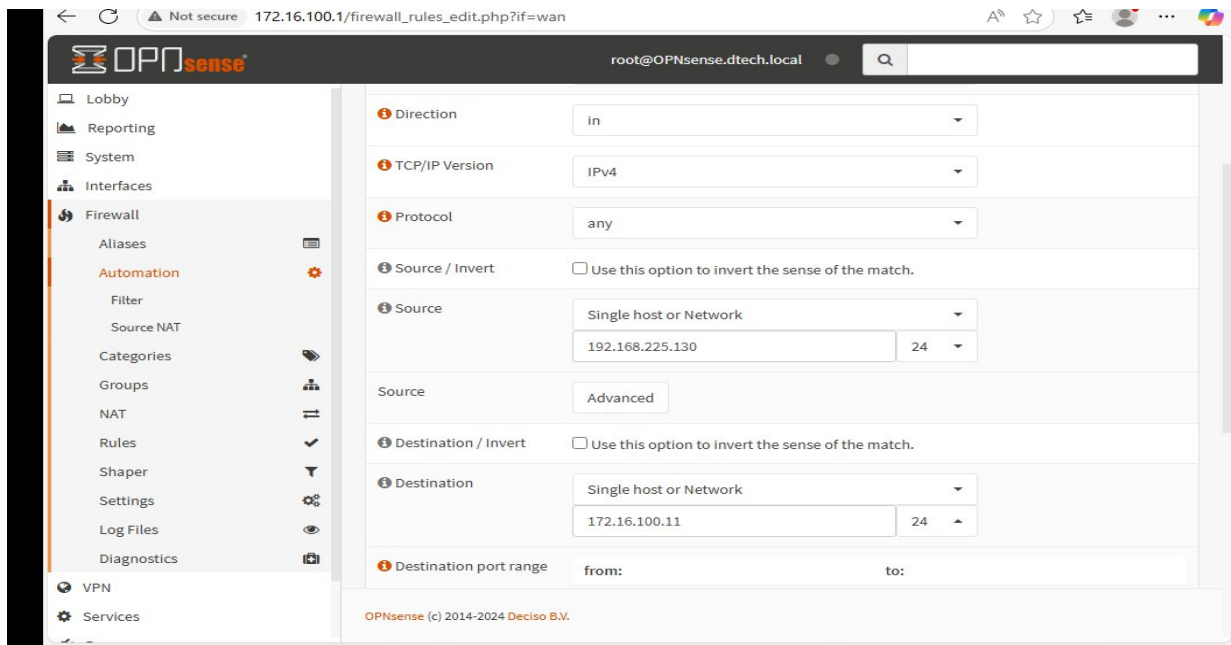 Not secure 172.16.100.1/firewall_rules_edit.php?if=wan
OPNsense
root@OPNsense.dtech.local
Lobby
Reporting
System
Interfaces
Firewall
Aliases
Automation
Filter
Source NAT
Categories
Groups
NAT
Rules
Shaper
Settings
Log Files
Diagnostics
VPN
Services
Direction
in
TCP/IP Version
IPv4
Protocol
any
Source / Invert
Use this option to invert the sense of the match.
Source
Single host or Network
192.168.225.130 24
Source
Advanced
Destination / Invert
Use this option to invert the sense of the match.
Destination
Single host or Network
172.16.100.11 24
Destination port range
from: to:
OPNsense (c) 2014-2024 Deciso B.V.